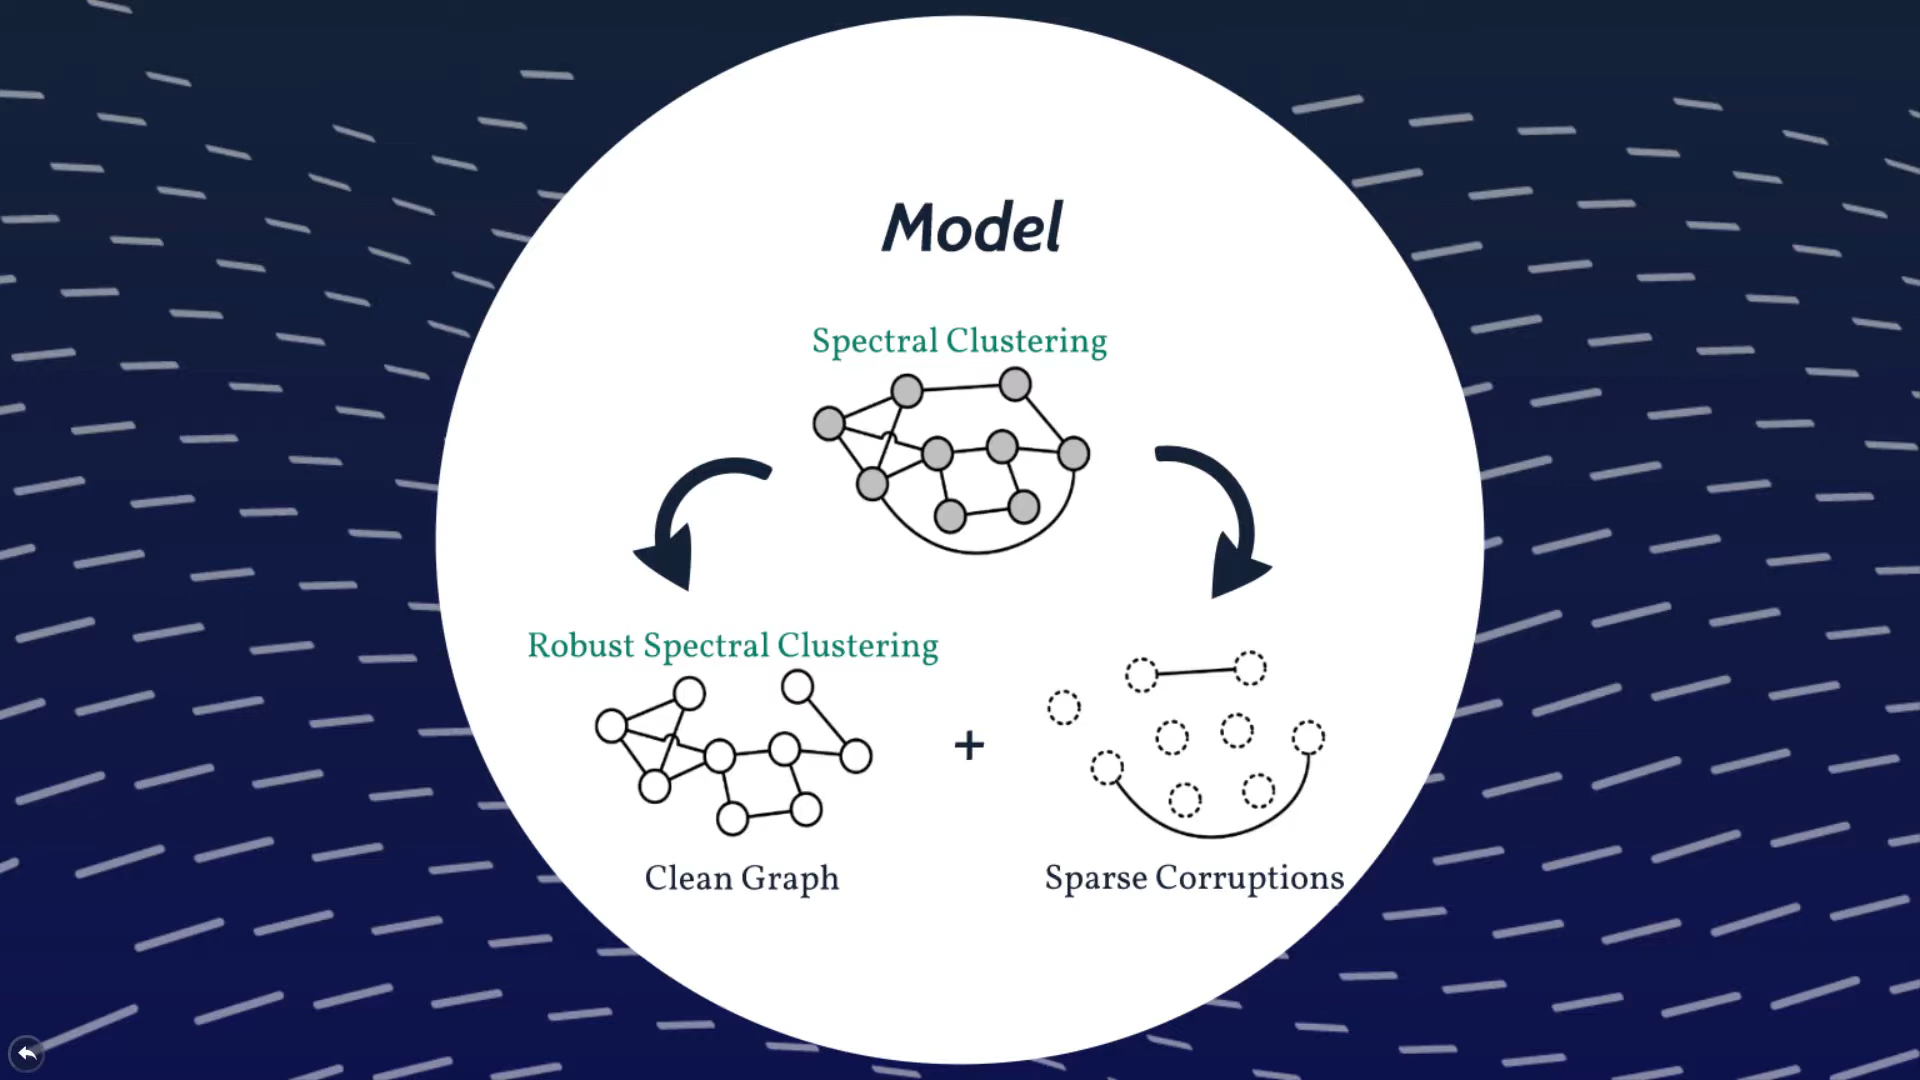 Model
Spectral Clustering
Robust Spectral Clustering
+
Clean Graph
Sparse Corruptions